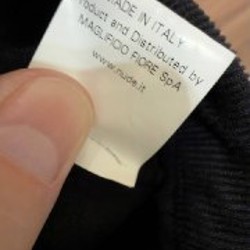 MADE IN ITALY
Product and Distributed by
MAGLIFICIO FIORE SpA
www.nude.it